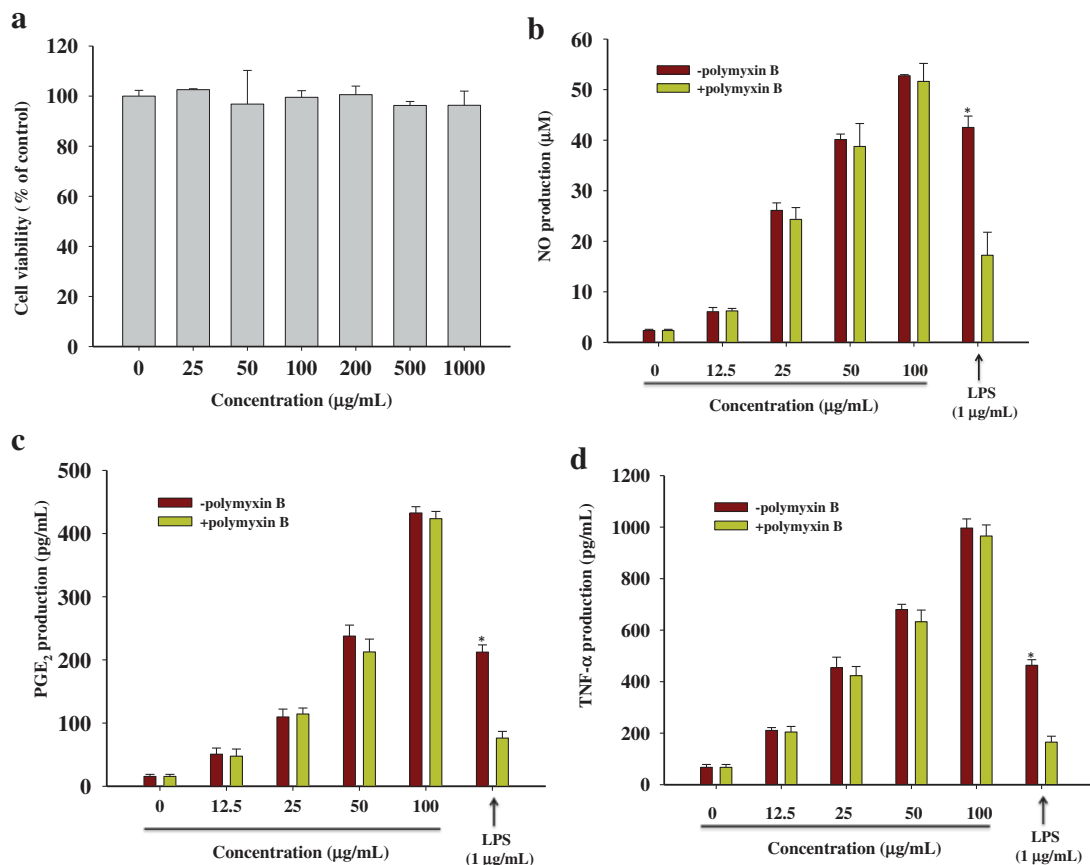 a
120
100
80
60
40
20
0
Cell viability ( % of control)
0 25 50 100 200 500 1000
Concentration (μg/mL)
b
60
50
40
30
20
10
0
NO production (μM)
-polymyxin B
+polymyxin B
*
0 12.5 25 50 100
Concentration (μg/mL)
LPS
(1 μg/mL)
c
500
400
300
200
100
0
PGE₂ production (pg/mL)
-polymyxin B
+polymyxin B
*
0 12.5 25 50 100
Concentration (μg/mL)
LPS
(1 μg/mL)
d
1200
1000
800
600
400
200
0
TNF-α production (pg/mL)
-polymyxin B
+polymyxin B
*
0 12.5 25 50 100
Concentration (μg/mL)
LPS
(1 μg/mL)